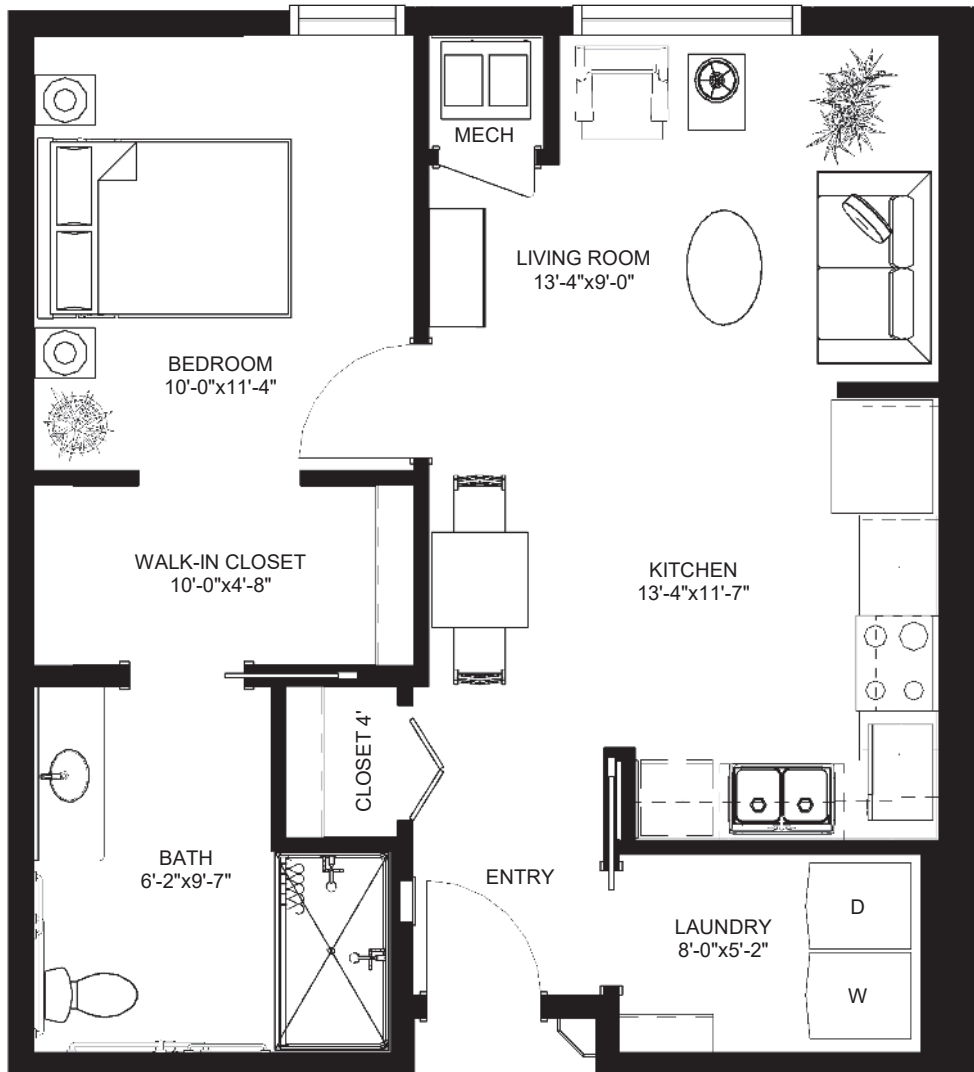 MECH
LIVING ROOM
13'-4"x9'-0"
BEDROOM
10'-0"x11'-4"
WALK-IN CLOSET
10'-0"x4'-8"
KITCHEN
13'-4"x11'-7"
CLOSET 4'
BATH
6'-2"x9'-7"
ENTRY
LAUNDRY
8'-0"x5'-2"
D
W